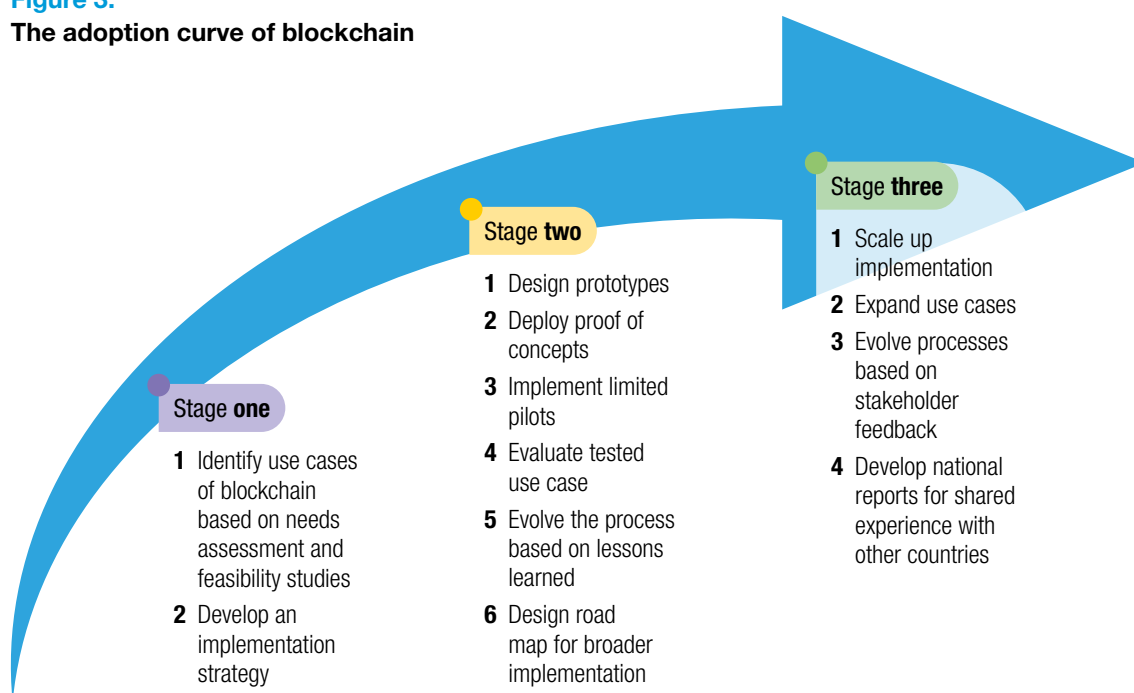 Figure 3.
The adoption curve of blockchain
Stage one
1 Identify use cases
of blockchain
based on needs
assessment and
feasibility studies
2 Develop an
implementation
strategy
Stage two
1 Design prototypes
2 Deploy proof of
concepts
3 Implement limited
pilots
4 Evaluate tested
use case
5 Evolve the process
based on lessons
learned
6 Design road
map for broader
implementation
Stage three
1 Scale up
implementation
2 Expand use cases
3 Evolve processes
based on
stakeholder
feedback
4 Develop national
reports for shared
experience with
other countries